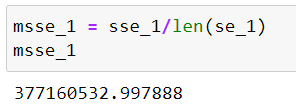 msse_1 = sse_1/len(se_1)
msse_1
377160532.997888